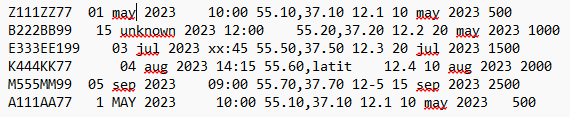 Z111ZZ77  01 may 2023    10:00 55.10,37.10 12.1 10 may 2023 500
B222BB99   15 unknown 2023 12:00    55.20,37.20 12.2 20 may 2023 1000
E333EE199    03 jul 2023 xx:45 55.50,37.50 12.3 20 jul 2023 1500
K444KK77      04 aug 2023 14:15 55.60,latit   12.4 10 aug 2023 2000
M555MM99  05 sep 2023    09:00 55.70,37.70 12-5 15 sep 2023 2500
A111AA77   1 MAY 2023     10:00 55.10,37.10 12.1 10 may 2023   500